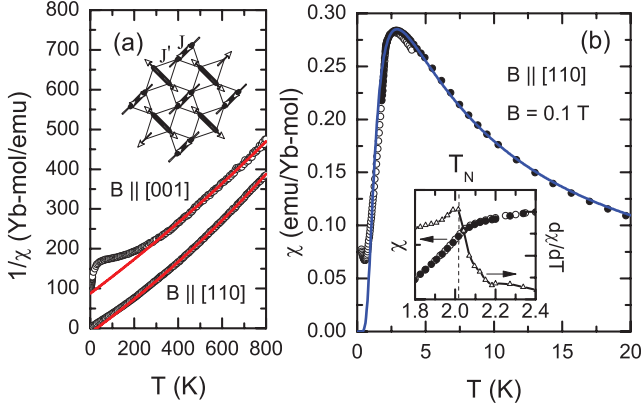 800
700
600
500
400
300
200
100
0
1/χ (Yb-mol/emu)
(a)
J' J
B || [001]
B || [110]
0 200 400 600 800
T (K)
0.30
0.25
0.20
0.15
0.10
0.05
0.00
χ (emu/Yb-mol)
(b)
B || [110]
B = 0.1 T
T_N
χ
dχ/dT
1.8 2.0 2.2 2.4
0 5 10 15 20
T (K)